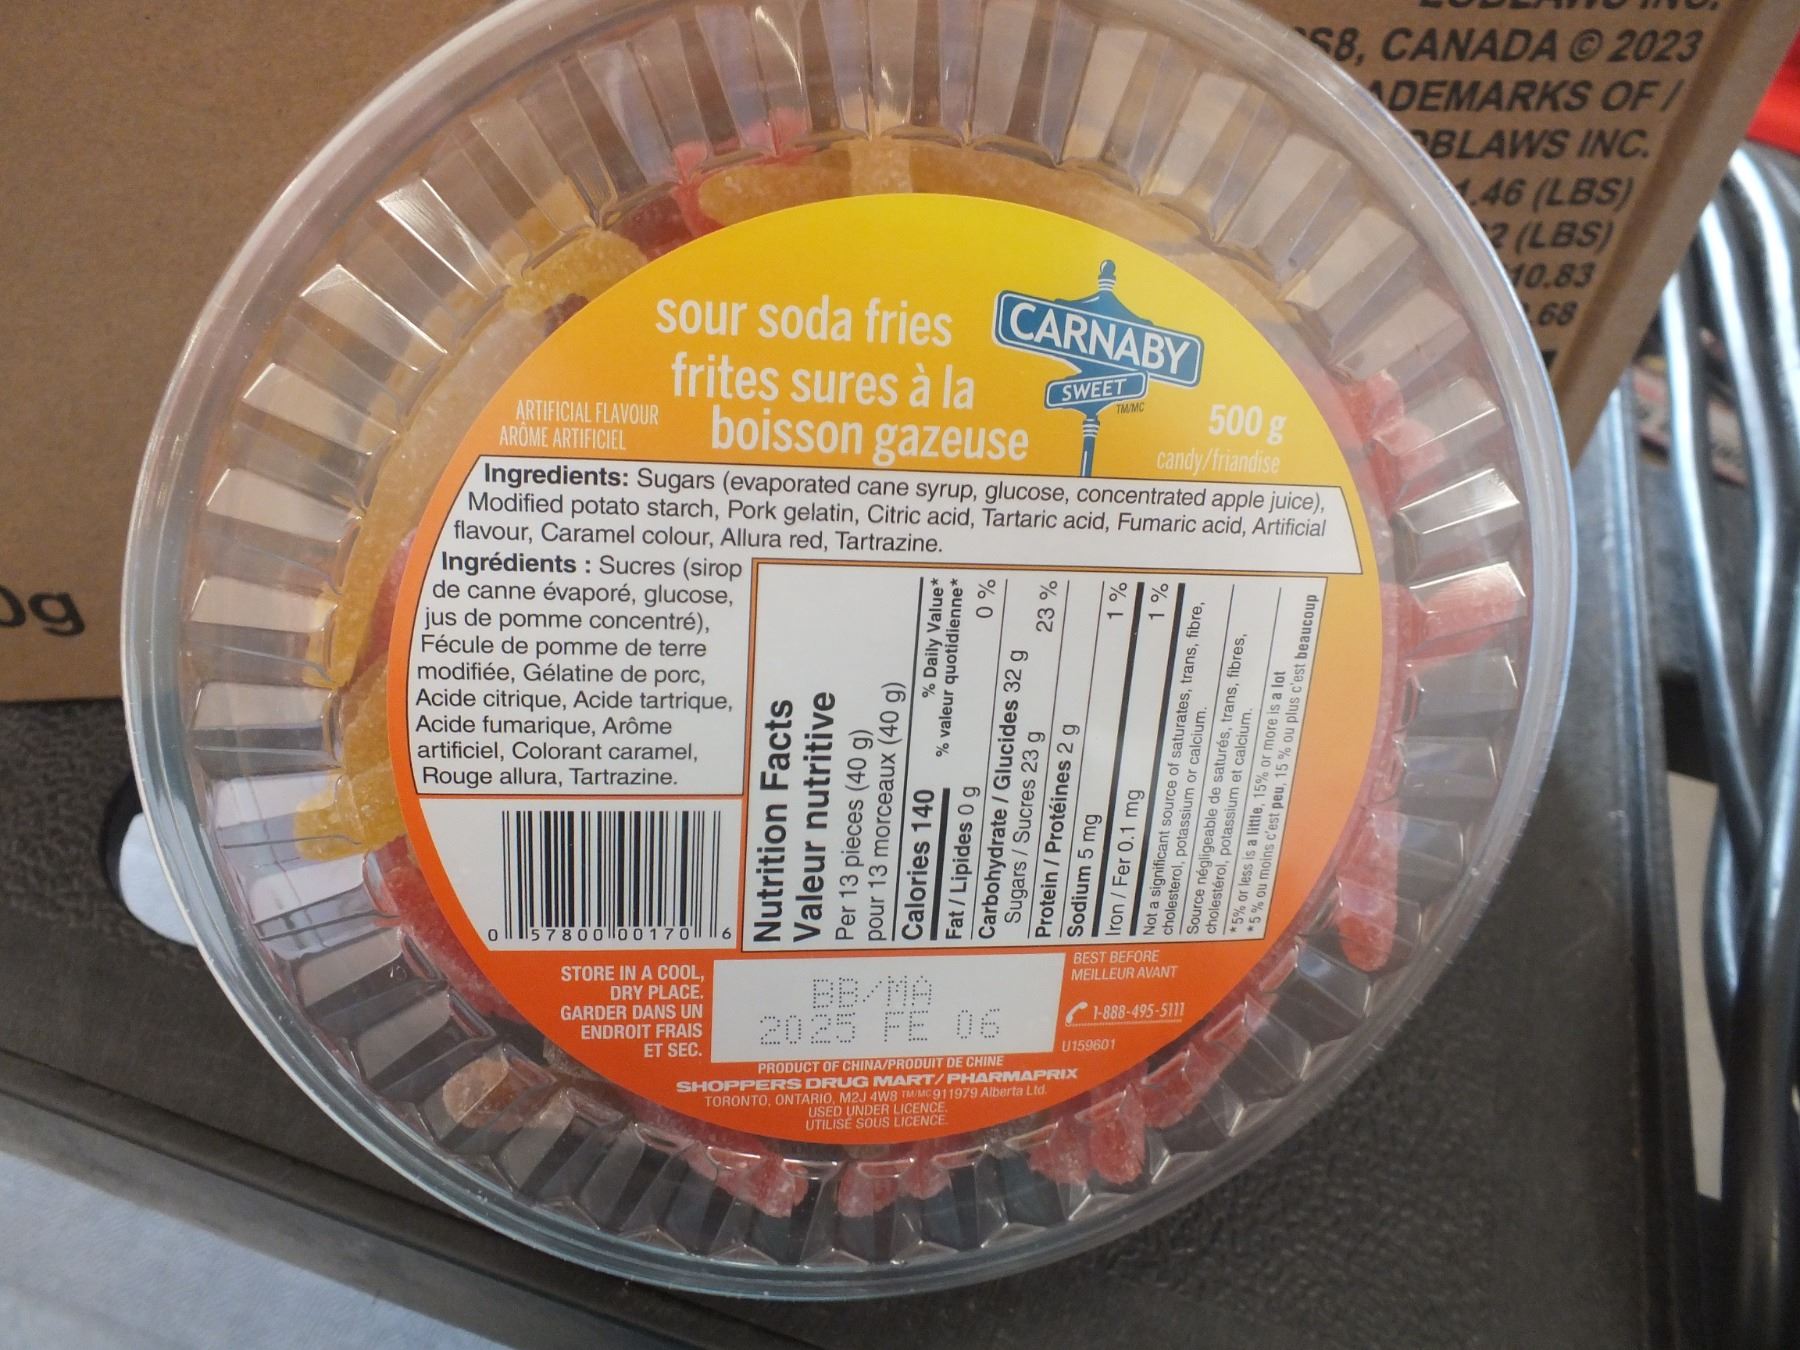 S8, CANADA © 2023
ADEMARKS OF /
OBLAWS INC.
1.46 (LBS)
2 (LBS)
10.83
.68
0g
sour soda fries
frites sures à la
boisson gazeuse
ARTIFICIAL FLAVOUR
ARÔME ARTIFICIEL
CARNABY
SWEET
TM/MC
500 g
candy/friandise
Ingredients: Sugars (evaporated cane syrup, glucose, concentrated apple juice),
Modified potato starch, Pork gelatin, Citric acid, Tartaric acid, Fumaric acid, Artificial
flavour, Caramel colour, Allura red, Tartrazine.
Ingrédients : Sucres (sirop
de canne évaporé, glucose,
jus de pomme concentré),
Fécule de pomme de terre
modifiée, Gélatine de porc,
Acide citrique, Acide tartrique,
Acide fumarique, Arôme
artificiel, Colorant caramel,
Rouge allura, Tartrazine.
Nutrition Facts
Valeur nutritive
Per 13 pieces (40 g)
pour 13 morceaux (40 g)
Calories 140 % Daily Value*
% valeur quotidienne*
Fat / Lipides 0 g 0 %
Carbohydrate / Glucides 32 g
Sugars / Sucres 23 g 23 %
Protein / Protéines 2 g
Sodium 5 mg 1 %
Iron / Fer 0.1 mg 1 %
Not a significant source of saturates, trans, fibre,
cholesterol, potassium or calcium.
Source négligeable de saturés, trans, fibres,
cholestérol, potassium et calcium.
*5% or less is a little, 15% or more is a lot
*5 % ou moins c'est peu, 15 % ou plus c'est beaucoup
0 57800 00170 6
STORE IN A COOL,
DRY PLACE.
GARDER DANS UN
ENDROIT FRAIS
ET SEC.
BB/MA
2025 FE 06
BEST BEFORE
MEILLEUR AVANT
1-888-495-5111
U159601
PRODUCT OF CHINA/PRODUIT DE CHINE
SHOPPERS DRUG MART/PHARMAPRIX
TORONTO, ONTARIO, M2J 4W8 TM/MC 911979 Alberta Ltd.
USED UNDER LICENCE.
UTILISÉ SOUS LICENCE.